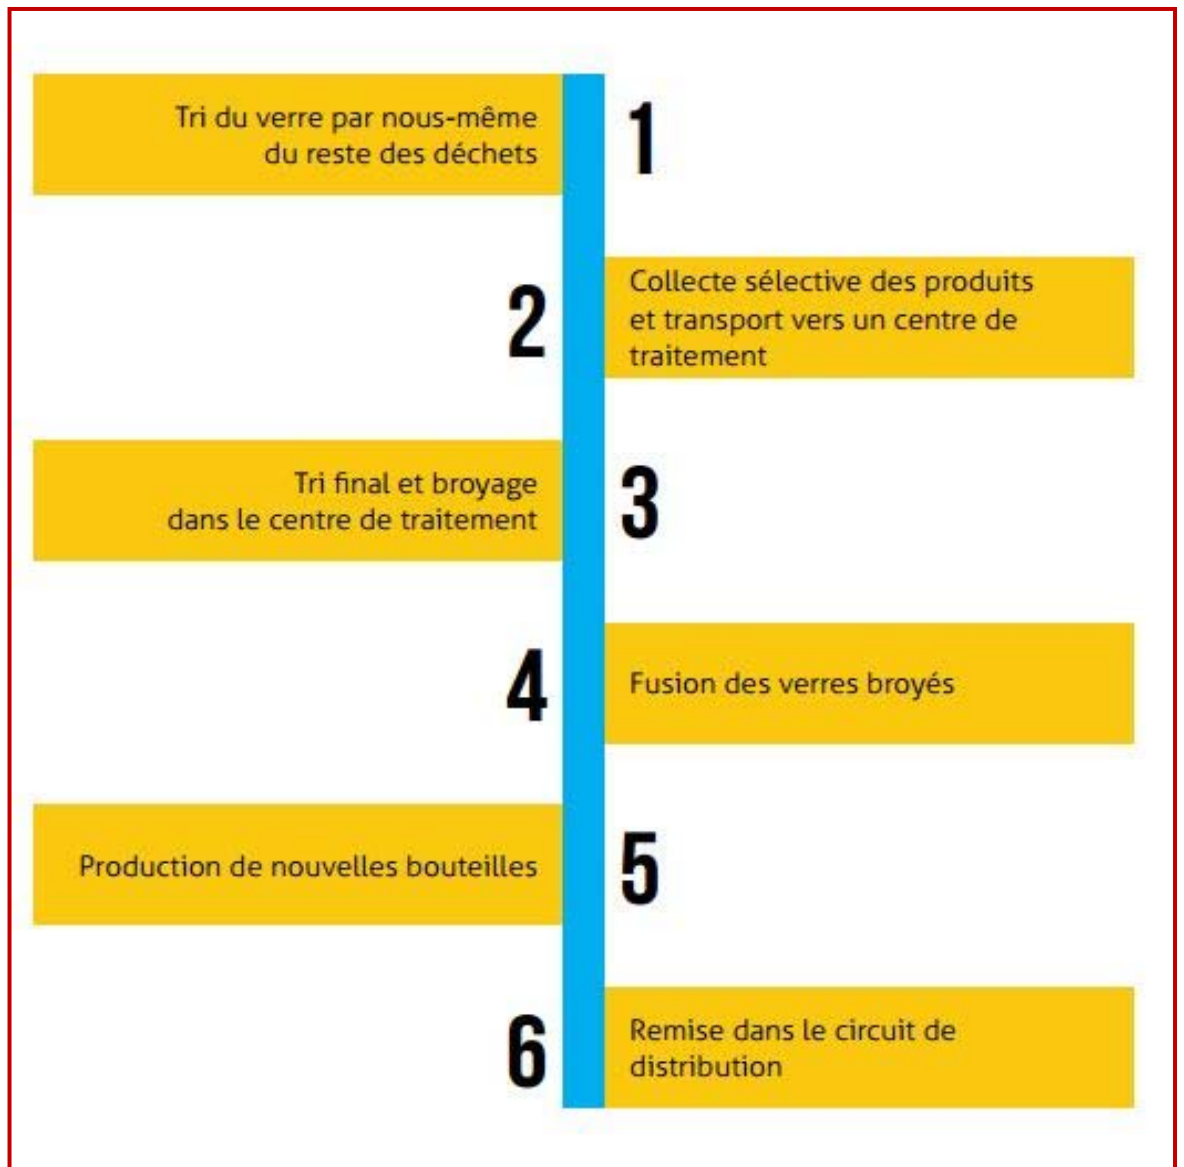 Tri du verre par nous-même
du reste des déchets
1
2
Collecte sélective des produits
et transport vers un centre de
traitement
Tri final et broyage
dans le centre de traitement
3
4
Fusion des verres broyés
Production de nouvelles bouteilles
5
6
Remise dans le circuit de
distribution